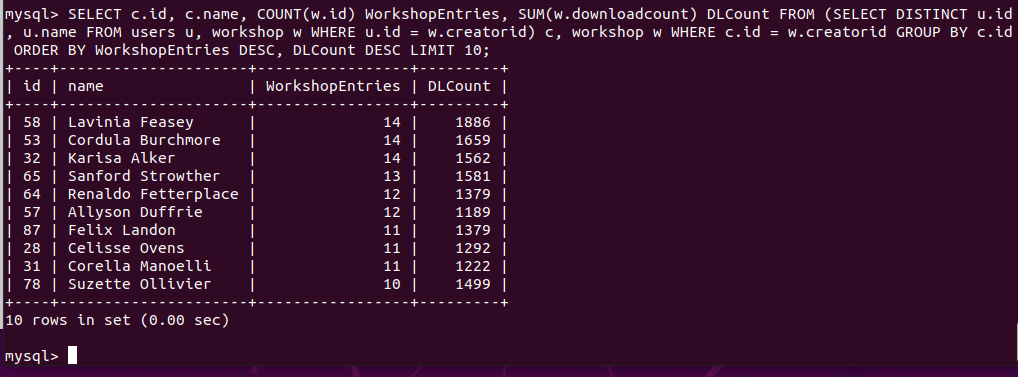 mysql> SELECT c.id, c.name, COUNT(w.id) WorkshopEntries, SUM(w.downloadcount) DLCount FROM (SELECT DISTINCT u.id
, u.name FROM users u, workshop w WHERE u.id = w.creatorid) c, workshop w WHERE c.id = w.creatorid GROUP BY c.id
 ORDER BY WorkshopEntries DESC, DLCount DESC LIMIT 10;
+----+---------------------+-----------------+---------+
| id | name                | WorkshopEntries | DLCount |
+----+---------------------+-----------------+---------+
| 58 | Lavinia Feasey      |              14 |    1886 |
| 53 | Cordula Burchmore   |              14 |    1659 |
| 32 | Karisa Alker        |              14 |    1562 |
| 65 | Sanford Strowther   |              13 |    1581 |
| 64 | Renaldo Fetterplace |              12 |    1379 |
| 57 | Allyson Duffrie     |              12 |    1189 |
| 87 | Felix Landon        |              11 |    1379 |
| 28 | Celisse Ovens       |              11 |    1292 |
| 31 | Corella Manoelli    |              11 |    1222 |
| 78 | Suzette Ollivier    |              10 |    1499 |
+----+---------------------+-----------------+---------+
10 rows in set (0.00 sec)

mysql>